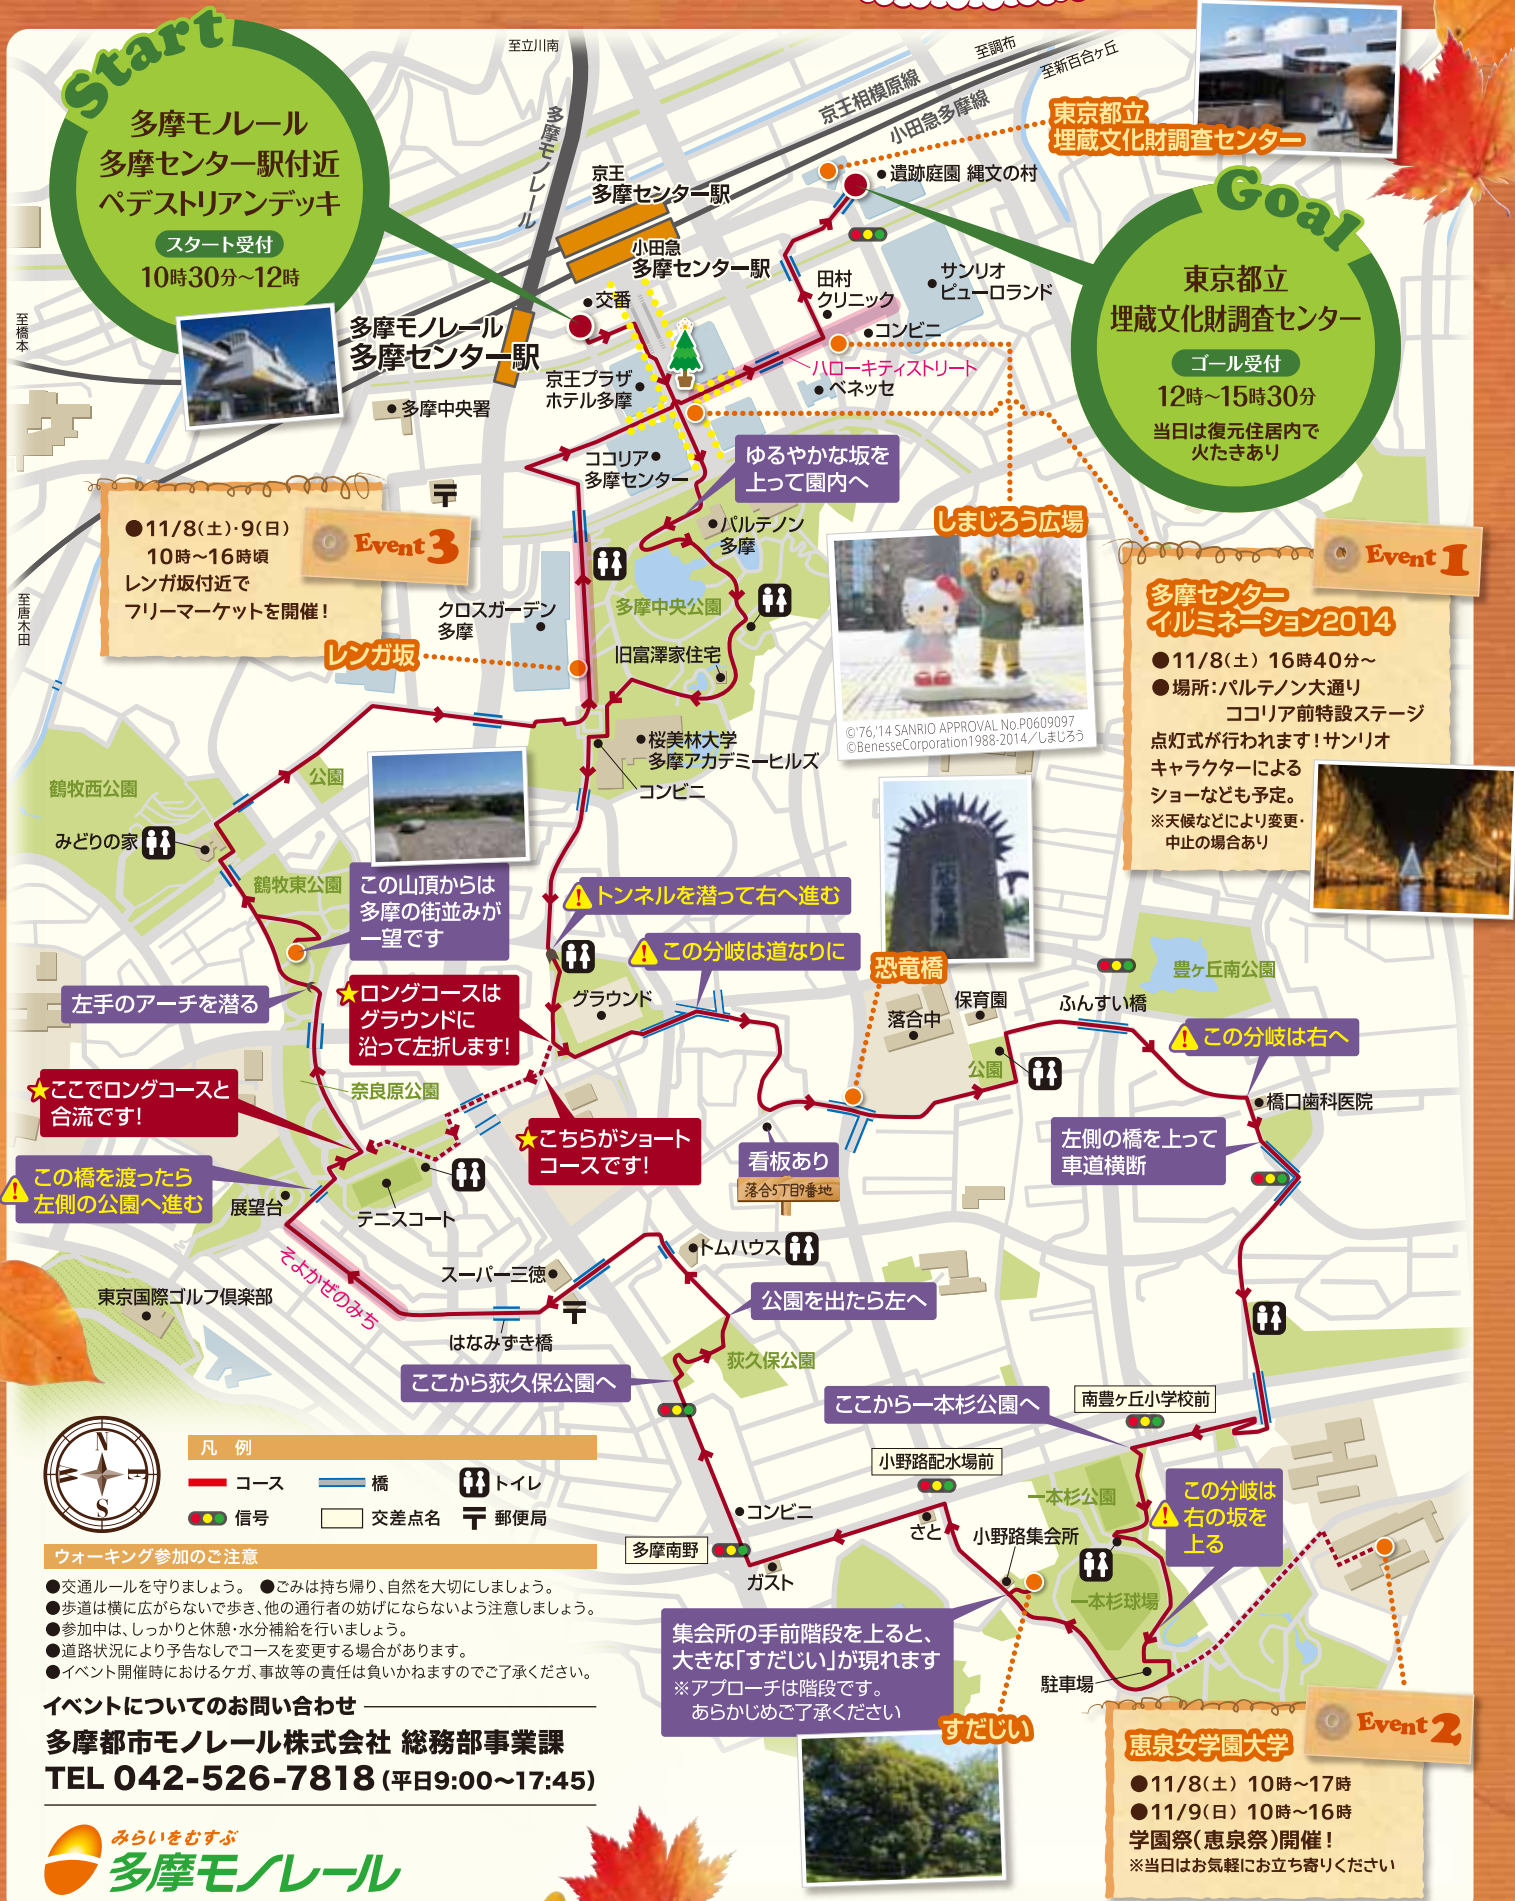 Start
多摩モノレール
多摩センター駅付近
ペデストリアンデッキ
スタート受付
10時30分〜12時
至立川南
多摩モノレール
至調布
至新百合ヶ丘
京王相模原線
小田急多摩線
東京都立
埋蔵文化財調査センター
遺跡庭園 縄文の村
京王
多摩センター駅
小田急
多摩センター駅
交番
多摩モノレール
多摩センター駅
田村
クリニック
サンリオ
ピューロランド
コンビニ
ハローキティストリート
ベネッセ
Goal
東京都立
埋蔵文化財調査センター
ゴール受付
12時〜15時30分
当日は復元住居内で
火たきあり
至橋本
京王プラザ
ホテル多摩
多摩中央署
ココリア
多摩センター
ゆるやかな坂を
上って園内へ
●11/8(土)・9(日)
10時〜16時頃
レンガ坂付近で
フリーマーケットを開催!
Event3
パルテノン
多摩
しまじろう広場
Event1
多摩センター
イルミネーション2014
●11/8(土) 16時40分〜
●場所:パルテノン大通り
ココリア前特設ステージ
点灯式が行われます!サンリオ
キャラクターによる
ショーなども予定。
※天候などにより変更・
中止の場合あり
至唐木田
クロスガーデン
多摩
多摩中央公園
レンガ坂
旧富澤家住宅
©'76,'14 SANRIO APPROVAL No.P0609097
©BenesseCorporation1988-2014/しまじろう
桜美林大学
多摩アカデミーヒルズ
コンビニ
鶴牧西公園
公園
みどりの家
鶴牧東公園
この山頂からは
多摩の街並みが
一望です
トンネルを潜って右へ進む
この分岐は道なりに
恐竜橋
豊ヶ丘南公園
左手のアーチを潜る
ロングコースは
グラウンドに
沿って左折します!
グラウンド
落合中
保育園
ふんすい橋
この分岐は右へ
公園
ここでロングコースと
合流です!
奈良原公園
橋口歯科医院
こちらがショート
コースです!
看板あり
落合5丁目9番地
左側の橋を上って
車道横断
この橋を渡ったら
左側の公園へ進む
展望台
テニスコート
そよかぜのみち
スーパー三徳
トムハウス
東京国際ゴルフ倶楽部
はなみずき橋
公園を出たら左へ
荻久保公園
ここから荻久保公園へ
ここから一本杉公園へ
南豊ヶ丘小学校前
N
E
S
W
凡 例
コース
橋
トイレ
信号
交差点名
郵便局
小野路配水場前
一本杉公園
この分岐は
右の坂を
上る
コンビニ
さと
小野路集会所
多摩南野
ガスト
一本杉球場
ウォーキング参加のご注意
●交通ルールを守りましょう。 ●ごみは持ち帰り、自然を大切にしましょう。
●歩道は横に広がらないで歩き、他の通行者の妨げにならないよう注意しましょう。
●参加中は、しっかりと休憩・水分補給を行いましょう。
●道路状況により予告なしでコースを変更する場合があります。
●イベント開催時におけるケガ、事故等の責任は負いかねますのでご了承ください。
集会所の手前階段を上ると、
大きな「すだじい」が現れます
※アプローチは階段です。
あらかじめご了承ください
駐車場
すだじい
イベントについてのお問い合わせ
多摩都市モノレール株式会社 総務部事業課
TEL 042-526-7818(平日9:00〜17:45)
Event2
恵泉女学園大学
●11/8(土) 10時〜17時
●11/9(日) 10時〜16時
学園祭(恵泉祭)開催!
※当日はお気軽にお立ち寄りください
みらいをむすぶ
多摩モノレール